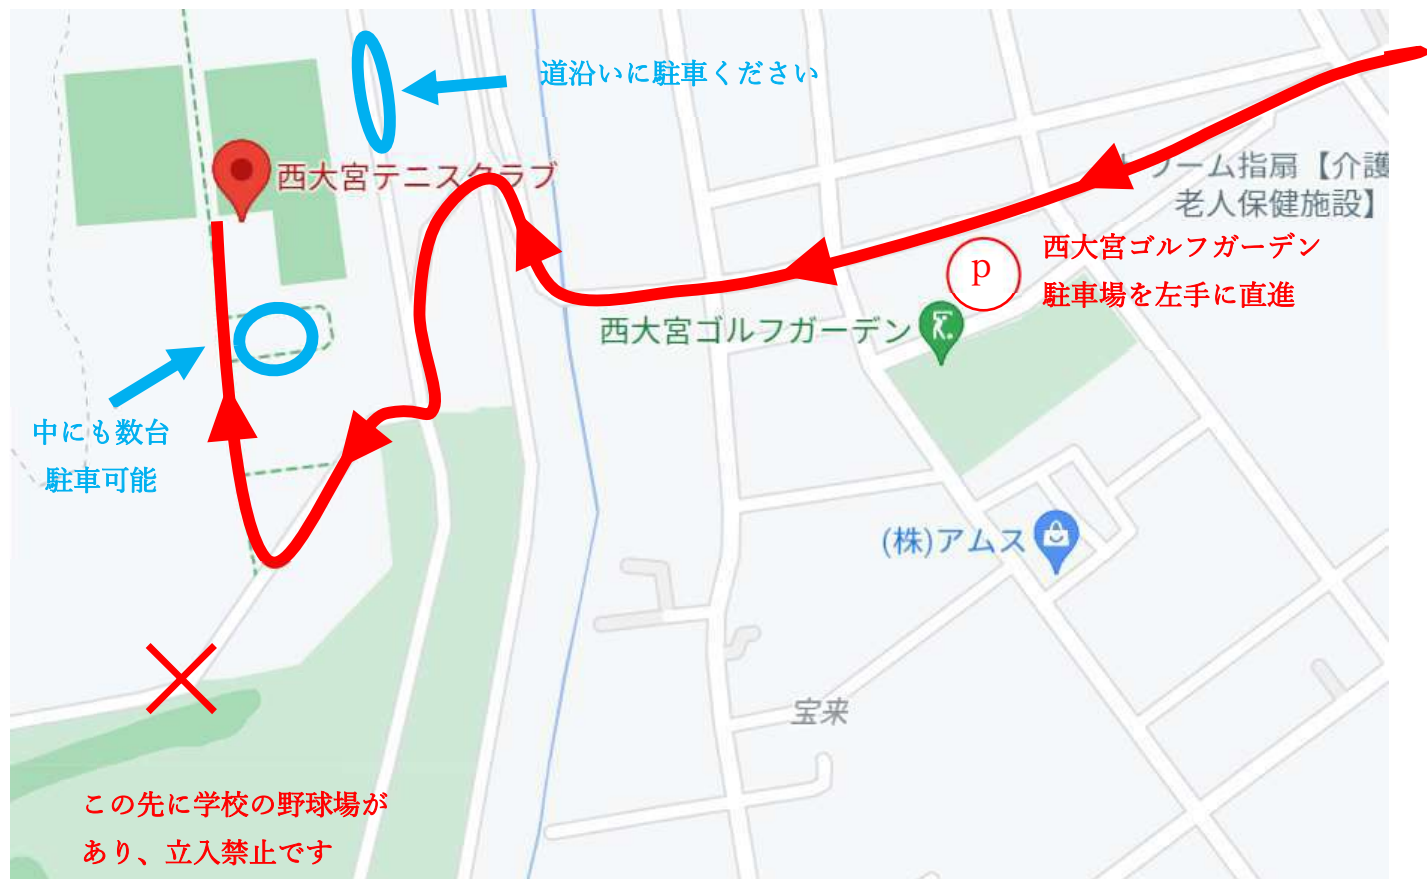 道沿いに駐車ください
西大宮テニスクラブ
ーム指扇【介護
老人保健施設】
西大宮ゴルフガーデン
p
駐車場を左手に直進
西大宮ゴルフガーデン
中にも数台
駐車可能
(株)アムス
宝来
この先に学校の野球場が
あり、立入禁止です